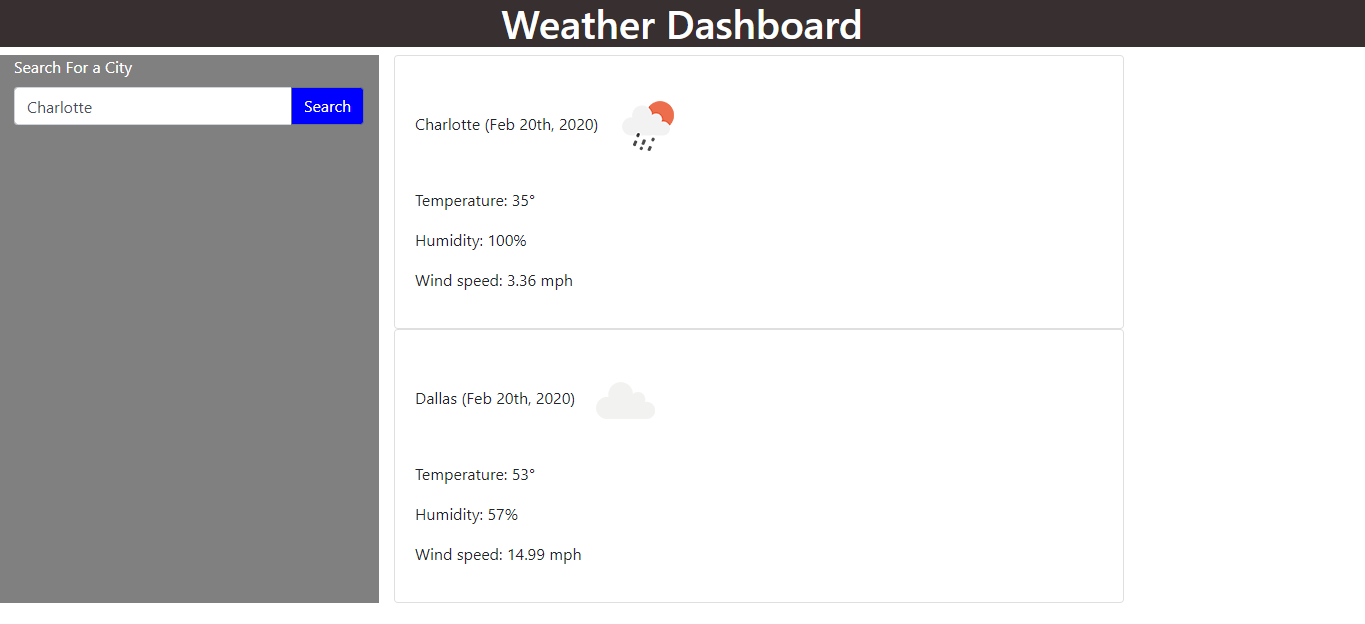 Weather Dashboard
Search For a City
Charlotte
Search
Charlotte (Feb 20th, 2020)
Temperature: 35°
Humidity: 100%
Wind speed: 3.36 mph
Dallas (Feb 20th, 2020)
Temperature: 53°
Humidity: 57%
Wind speed: 14.99 mph